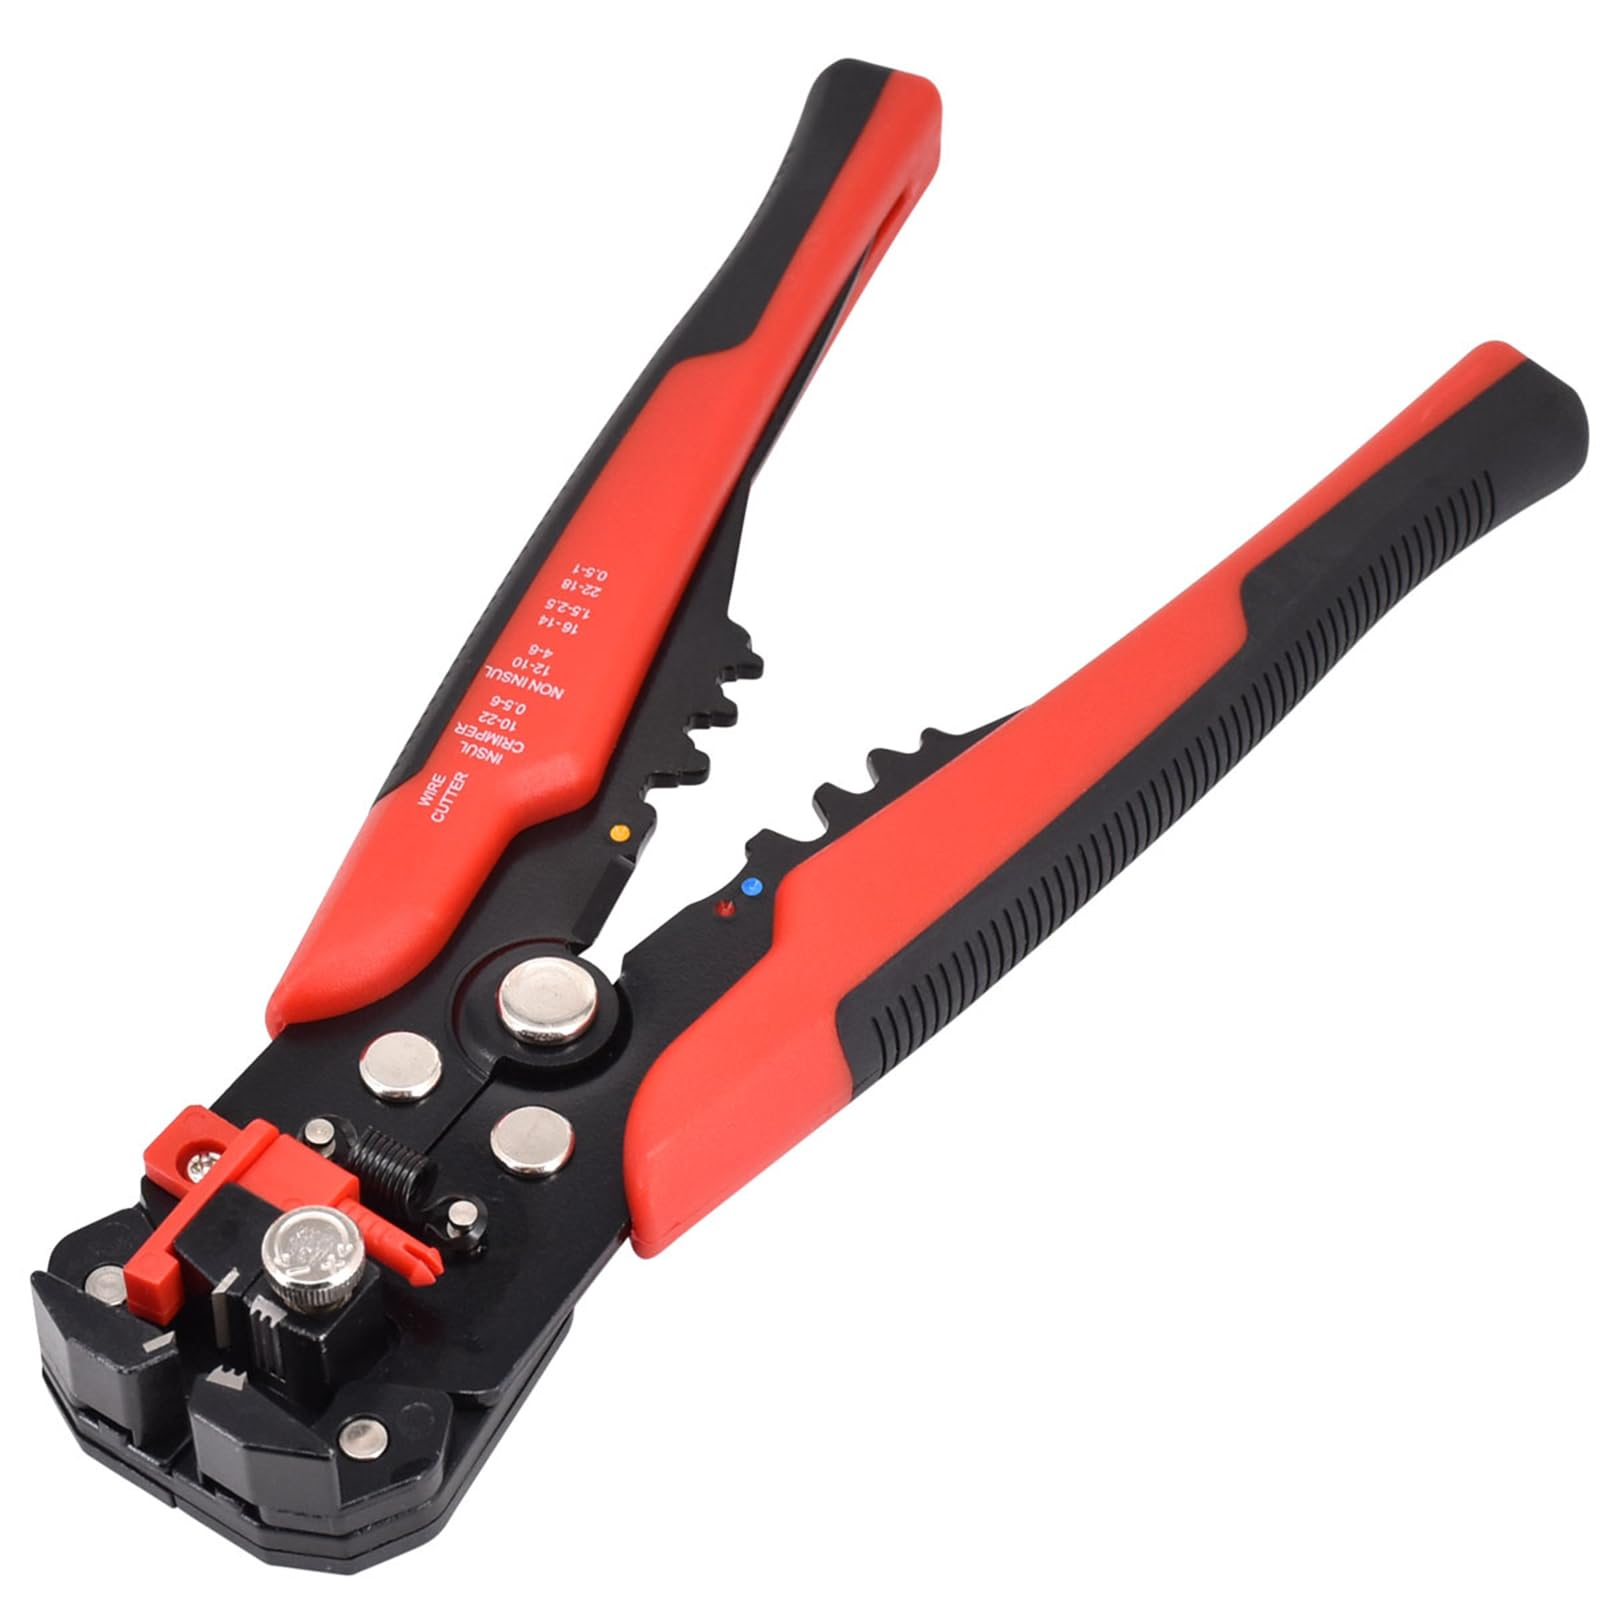 0.5-1
22-18
1.5-2.5
16-14
4-6
12-10
NON INSUL
0.5-6
10-22
CRIMPER
INSUL
WIRE
CUTTER